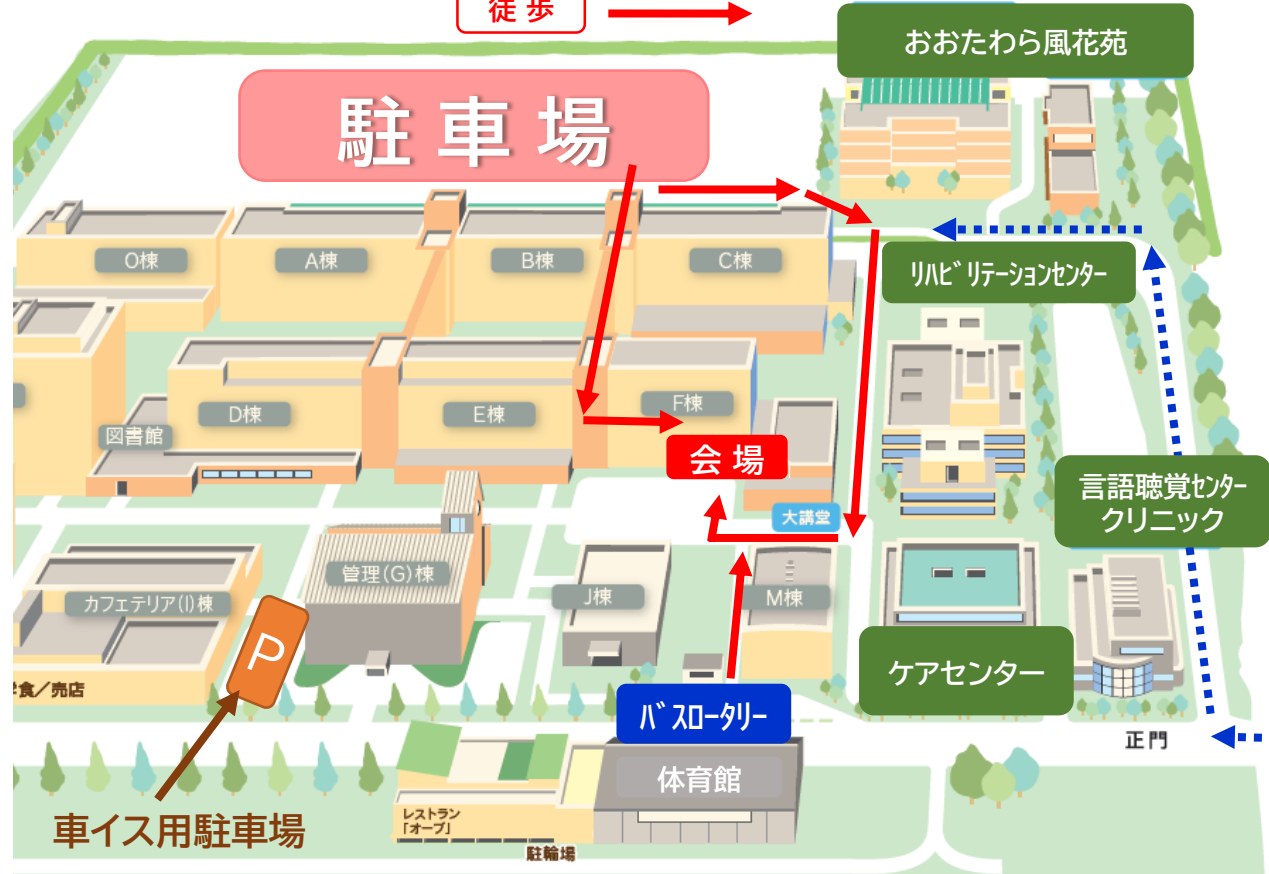 徒 歩
おおたわら風花苑
駐 車 場
O棟
A棟
B棟
C棟
リハビリテーションセンター
D棟
E棟
F棟
図書館
会 場
大講堂
言語聴覚センター
クリニック
管理(G)棟
カフェテリア(I)棟
J棟
M棟
P
ケアセンター
食/売店
バスロータリー
正門
体育館
レストラン
「オーブ」
車イス用駐車場
駐輪場